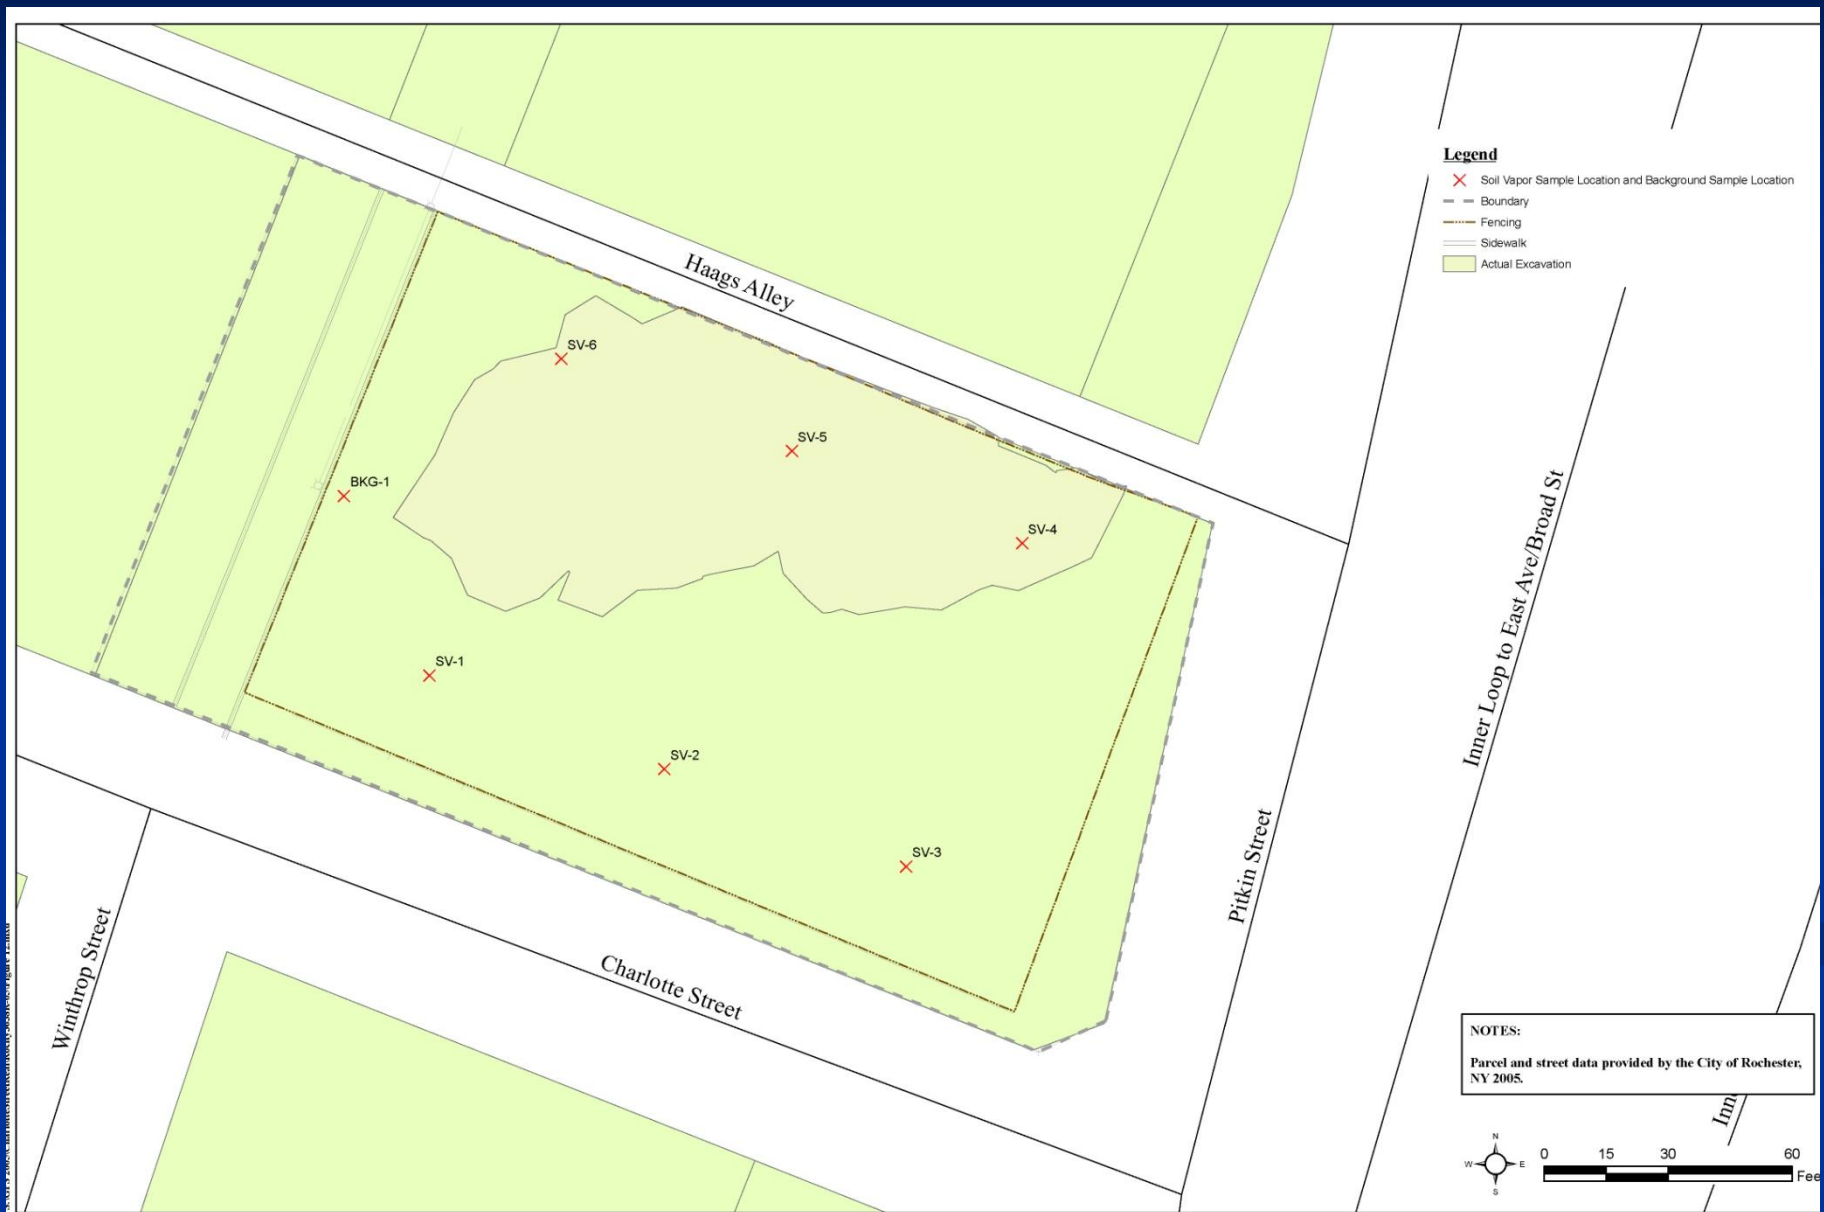 Haags Alley
Legend
Soil Vapor Sample Location and Background Sample Location
Boundary
Fencing
Sidewalk
Actual Excavation
SV-6
SV-5
BKG-1
SV-4
SV-1
SV-2
SV-3
Inner Loop to East Ave/Broad St
Pitkin Street
Winthrop Street
Charlotte Street
NOTES:
Parcel and street data provided by the City of Rochester,
NY 2005.
N
W E
S
0 15 30 60
Fee